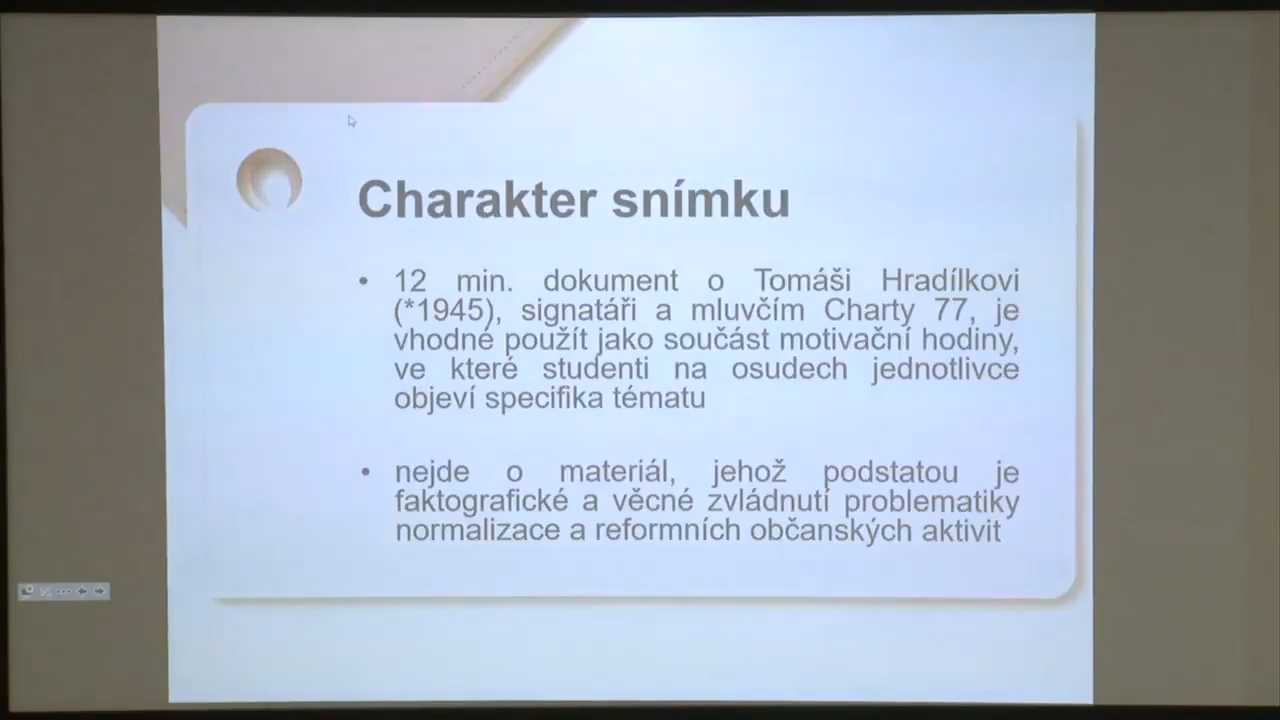 Charakter snímku
• 12 min. dokument o Tomáši Hradílkovi
(*1945), signatáři a mluvčím Charty 77, je
vhodné použít jako součást motivační hodiny,
ve které studenti na osudech jednotlivce
objeví specifika tématu
• nejde o materiál, jehož podstatou je
faktografické a věcné zvládnutí problematiky
normalizace a reformních občanských aktivit